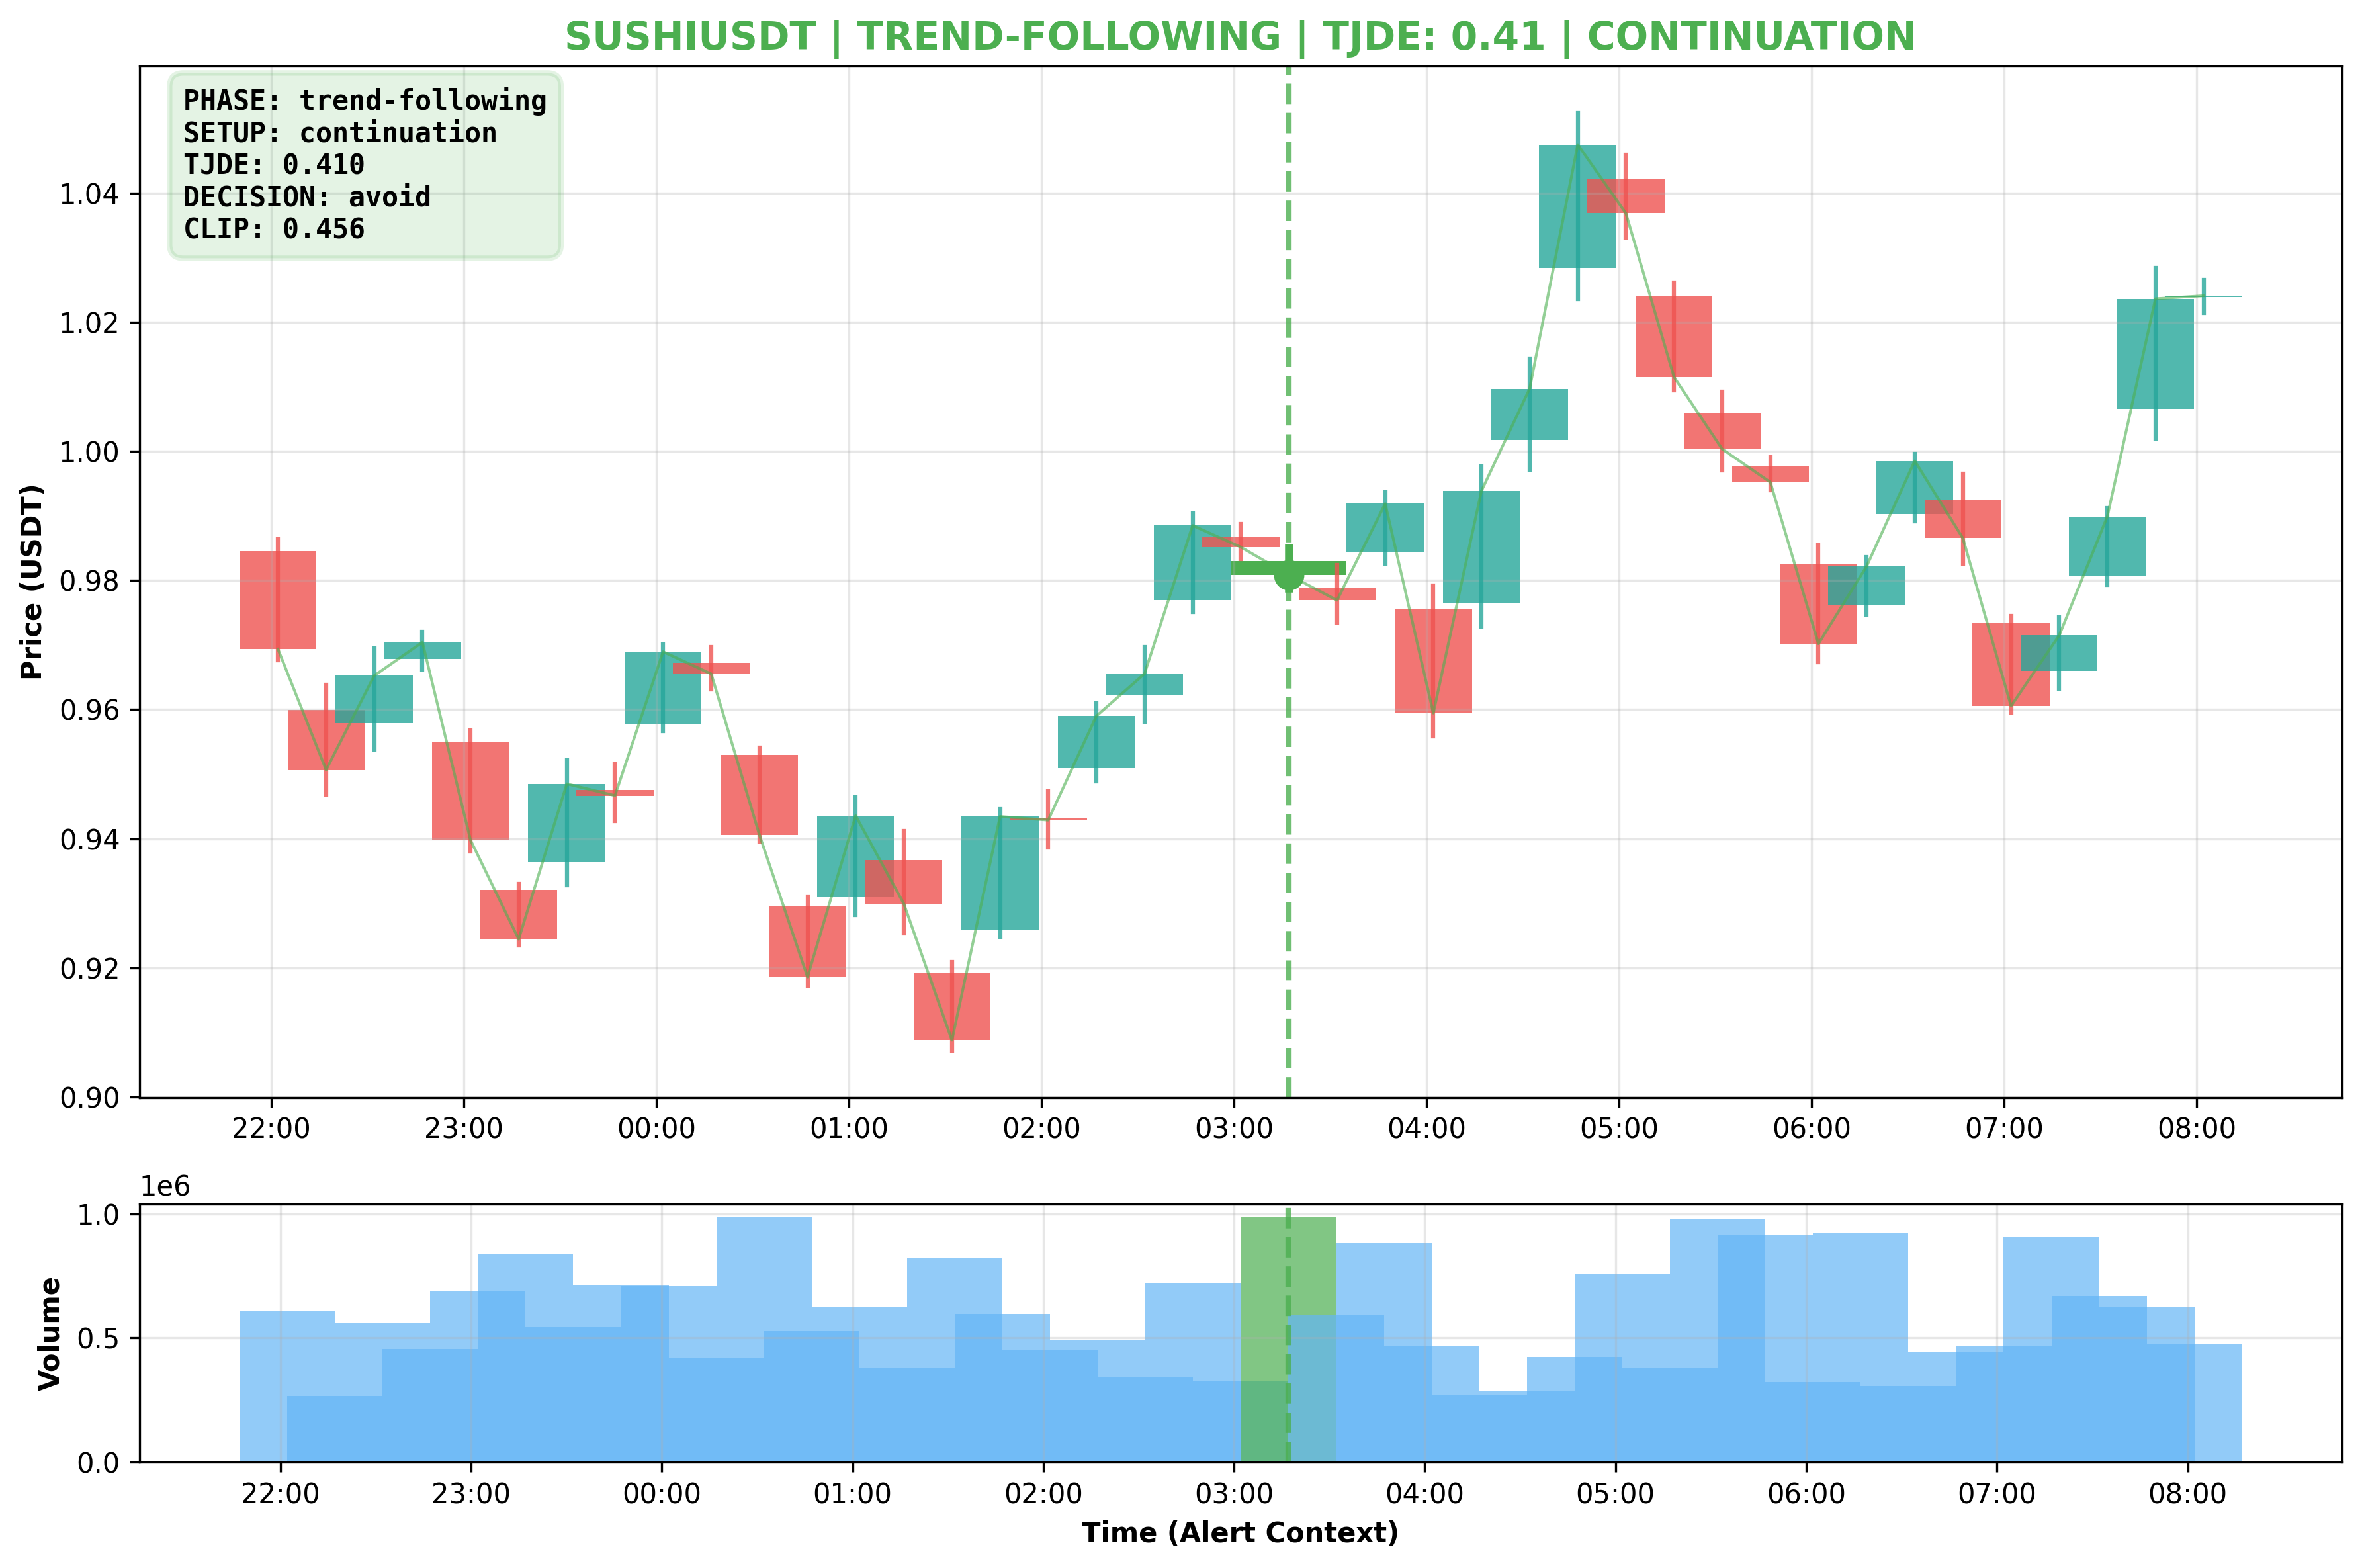 SUSHIUSDT | TREND-FOLLOWING | TJDE: 0.41 | CONTINUATION
PHASE: trend-following
SETUP: continuation
TJDE: 0.410
DECISION: avoid
CLIP: 0.456
Price (USDT)
1.04
1.02
1.00
0.98
0.96
0.94
0.92
0.90
22:00 23:00 00:00 01:00 02:00 03:00 04:00 05:00 06:00 07:00 08:00
1e6
Volume
1.0
0.5
0.0
22:00 23:00 00:00 01:00 02:00 03:00 04:00 05:00 06:00 07:00 08:00
Time (Alert Context)